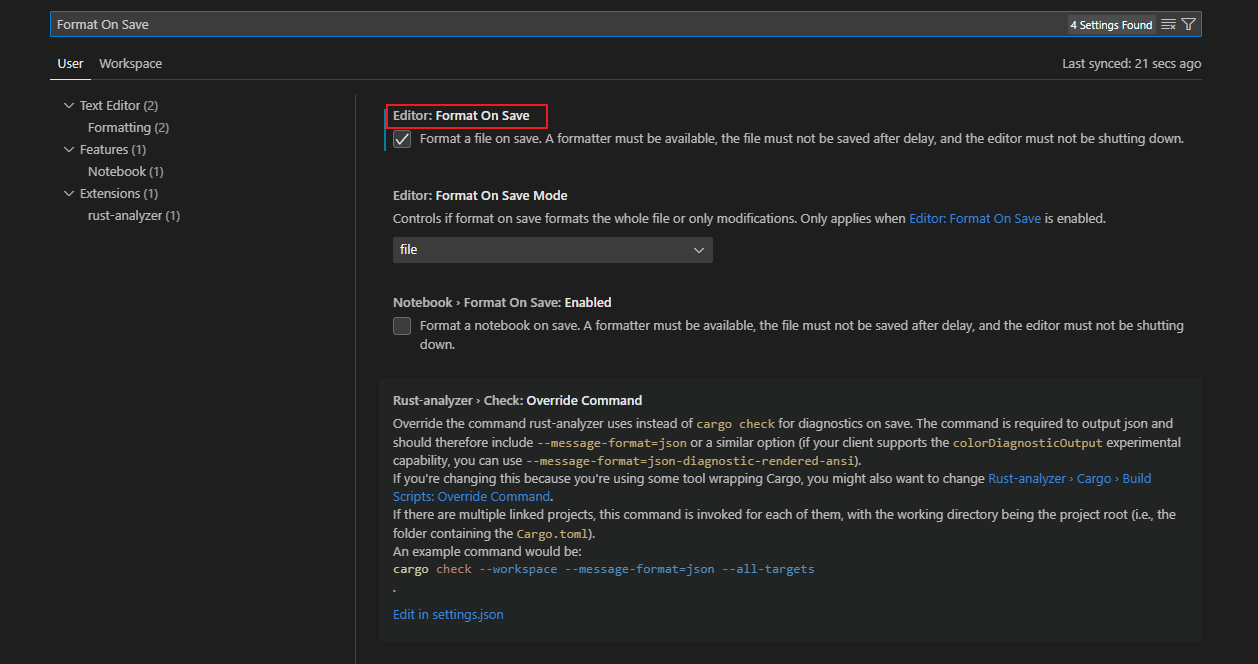 Format On Save
4 Settings Found
User Workspace
Last synced: 21 secs ago
Text Editor (2)
Formatting (2)
Features (1)
Notebook (1)
Extensions (1)
rust-analyzer (1)
Editor: Format On Save
Format a file on save. A formatter must be available, the file must not be saved after delay, and the editor must not be shutting down.
Editor: Format On Save Mode
Controls if format on save formats the whole file or only modifications. Only applies when Editor: Format On Save is enabled.
file
Notebook › Format On Save: Enabled
Format a notebook on save. A formatter must be available, the file must not be saved after delay, and the editor must not be shutting
down.
Rust-analyzer › Check: Override Command
Override the command rust-analyzer uses instead of cargo check for diagnostics on save. The command is required to output json and
should therefore include --message-format=json or a similar option (if your client supports the colorDiagnosticOutput experimental
capability, you can use --message-format=json-diagnostic-rendered-ansi).
If you're changing this because you're using some tool wrapping Cargo, you might also want to change Rust-analyzer › Cargo › Build
Scripts: Override Command.
If there are multiple linked projects, this command is invoked for each of them, with the working directory being the project root (i.e., the
folder containing the Cargo.toml).
An example command would be:
cargo check --workspace --message-format=json --all-targets
.
Edit in settings.json